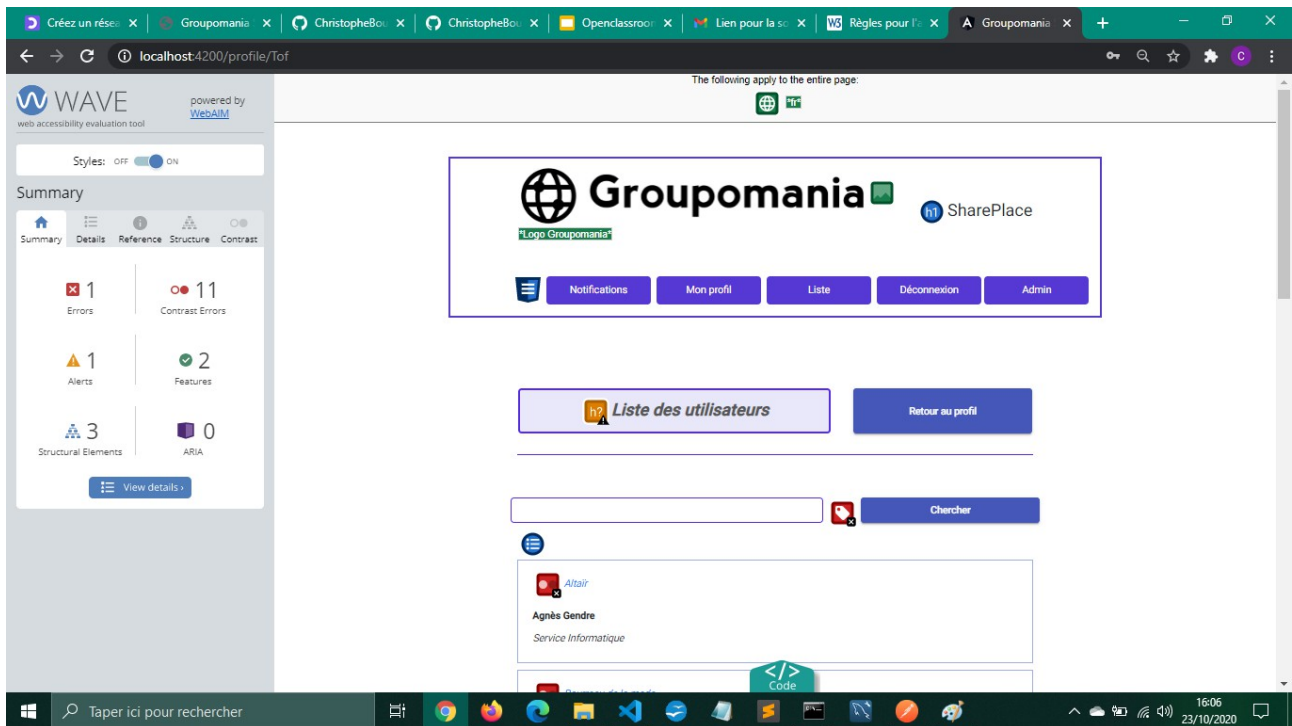 Créez un résea
Groupomania
ChristopheBou
ChristopheBou
Openclassroor
Lien pour la so
W3 Règles pour l'a
A Groupomania
localhost:4200/profile/Tof
C
WAVE
web accessibility evaluation tool
powered by
WebAIM
Styles: OFF ON
Summary
Summary Details Reference Structure Contrast
1
Errors
11
Contrast Errors
1
Alerts
2
Features
3
Structural Elements
0
ARIA
View details ›
The following apply to the entire page:
*fr*
Groupomania
*Logo Groupomania*
h1 SharePlace
Notifications
Mon profil
Liste
Déconnexion
Admin
h? Liste des utilisateurs
Retour au profil
Chercher
Altaïr
Agnès Gendre
Service Informatique
</>
Code
Taper ici pour rechercher
16:06
23/10/2020